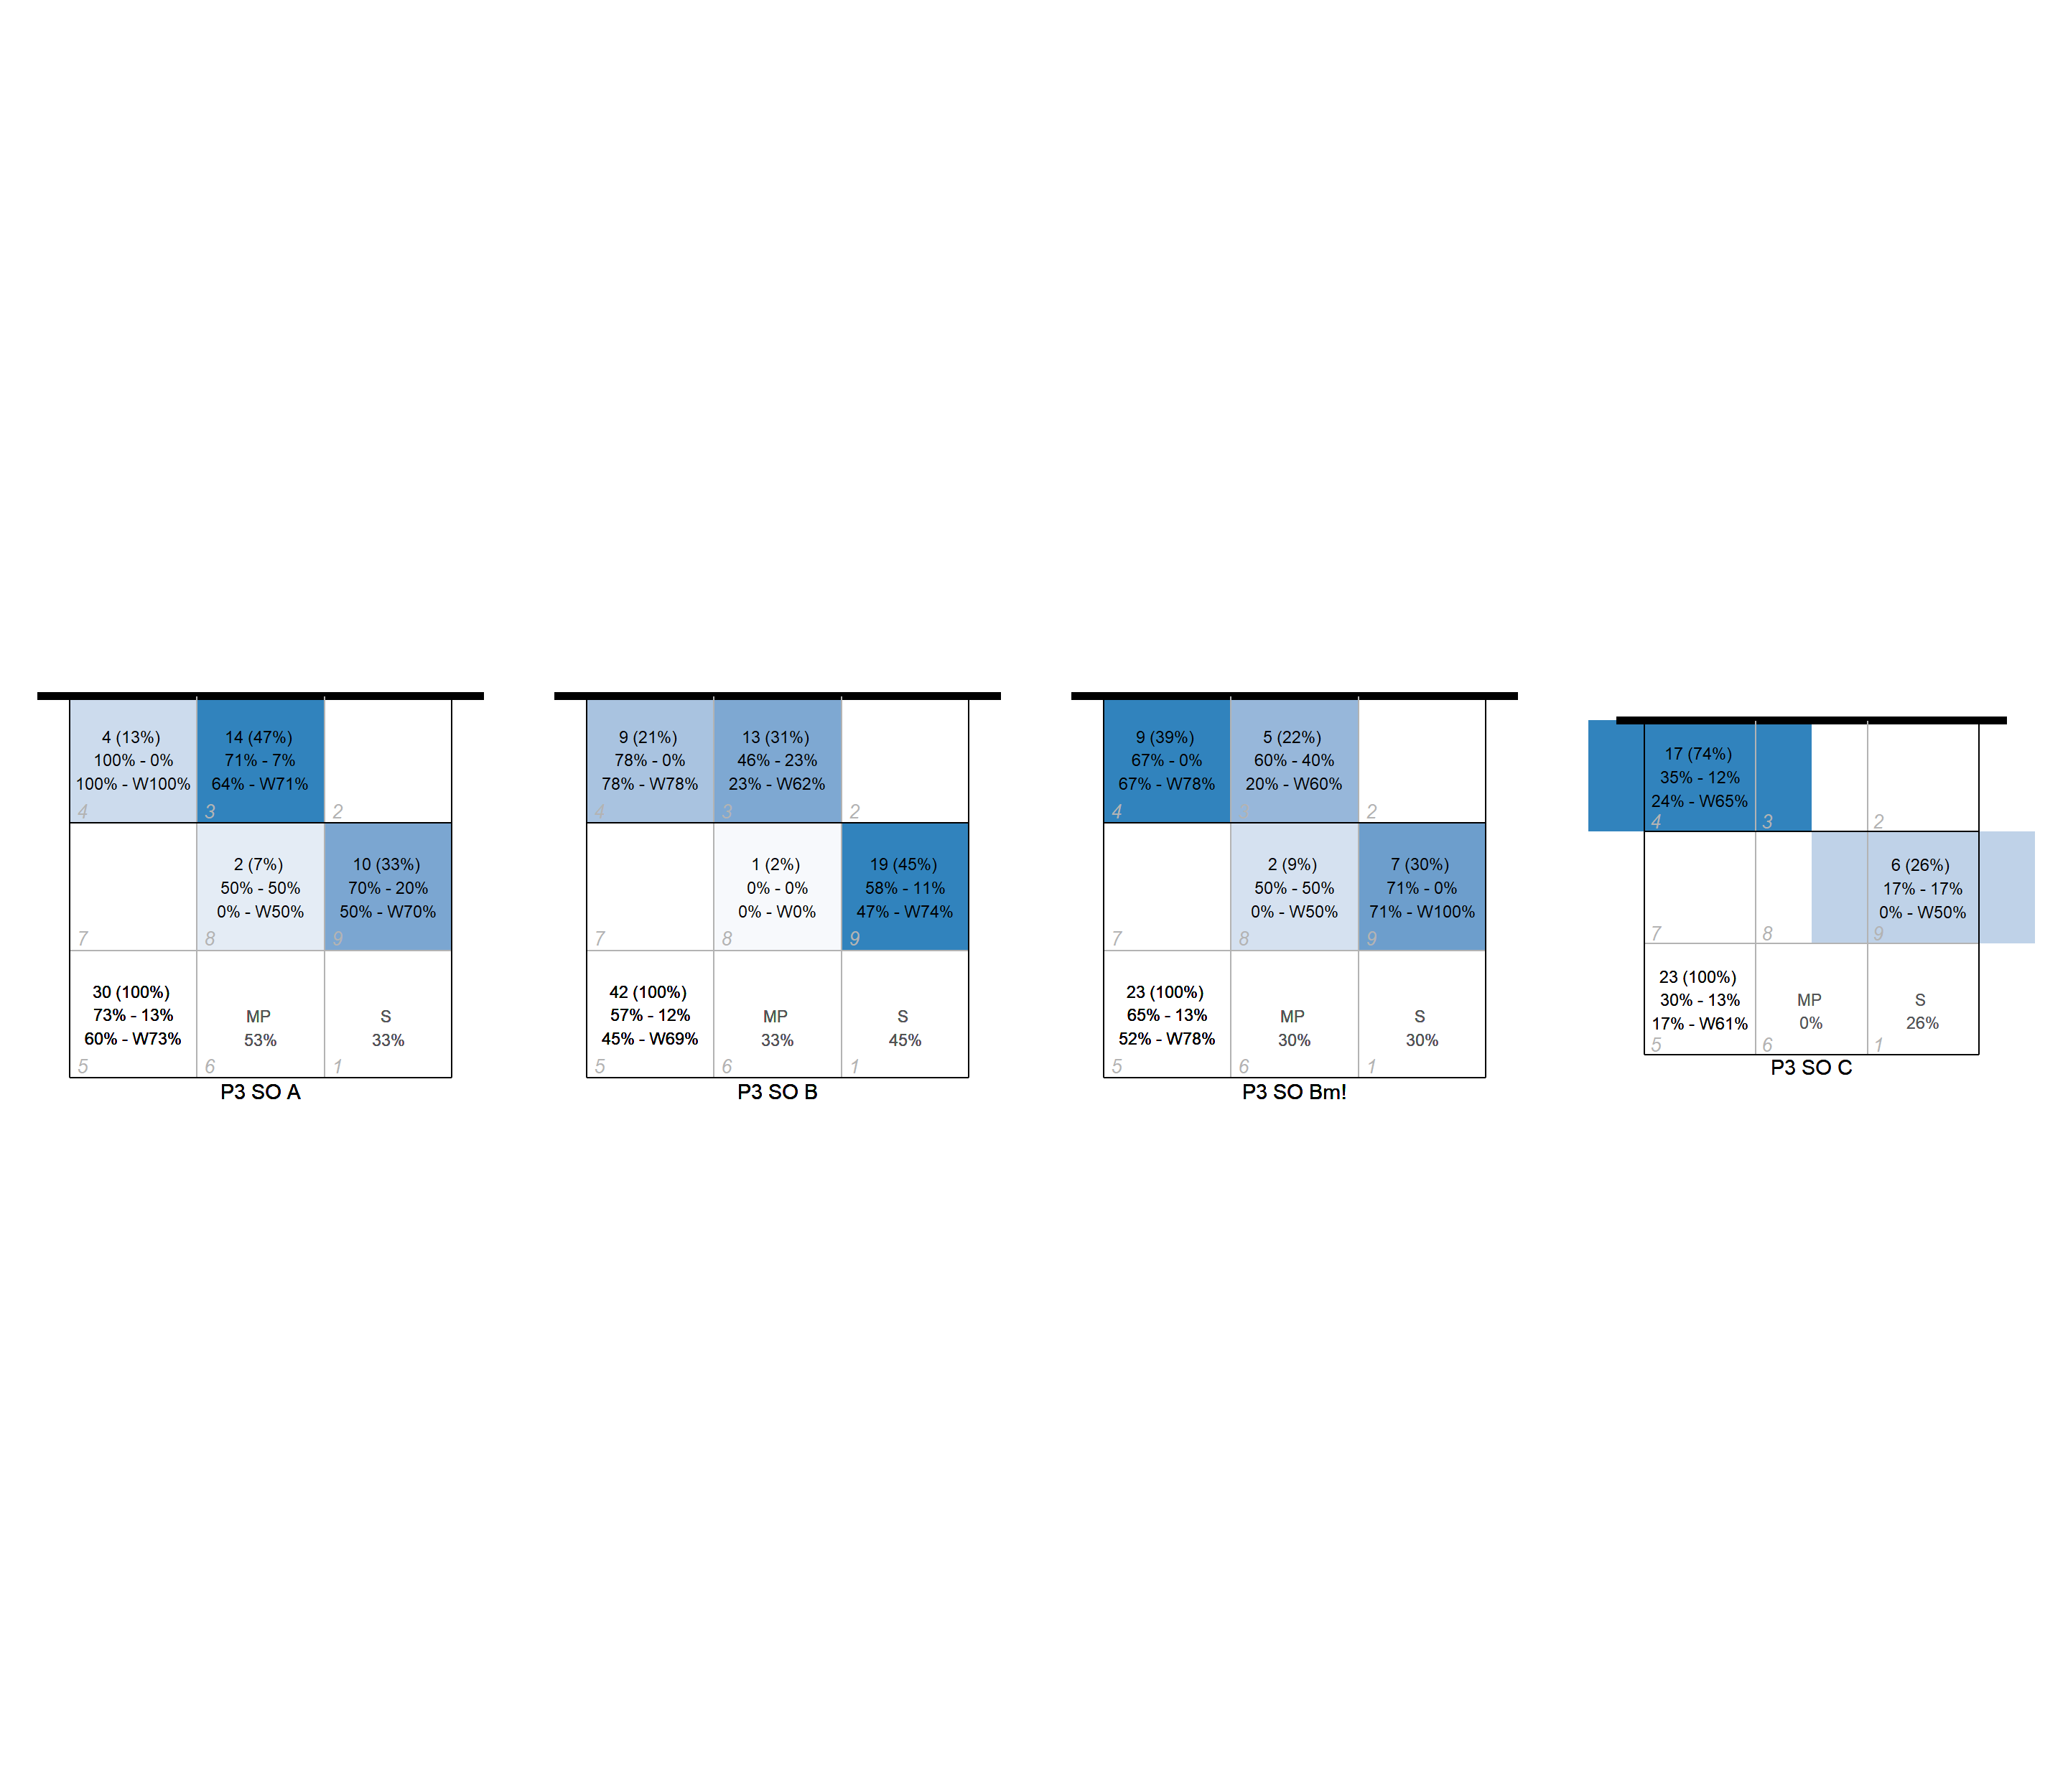 4 (13%)
100% - 0%
100% - W100%
4
14 (47%)
71% - 7%
64% - W71%
3
2
7
2 (7%)
50% - 50%
0% - W50%
8
10 (33%)
70% - 20%
50% - W70%
9
30 (100%)
73% - 13%
60% - W73%
5
MP
53%
6
S
33%
1
P3 SO A
9 (21%)
78% - 0%
78% - W78%
4
13 (31%)
46% - 23%
23% - W62%
3
2
7
1 (2%)
0% - 0%
0% - W0%
8
19 (45%)
58% - 11%
47% - W74%
9
42 (100%)
57% - 12%
45% - W69%
5
MP
33%
6
S
45%
1
P3 SO B
9 (39%)
67% - 0%
67% - W78%
4
5 (22%)
60% - 40%
20% - W60%
3
2
7
2 (9%)
50% - 50%
0% - W50%
8
7 (30%)
71% - 0%
71% - W100%
9
23 (100%)
65% - 13%
52% - W78%
5
MP
30%
6
S
30%
1
P3 SO Bm!
17 (74%)
35% - 12%
24% - W65%
4
3
2
7
8
6 (26%)
17% - 17%
0% - W50%
9
23 (100%)
30% - 13%
17% - W61%
5
MP
0%
6
S
26%
1
P3 SO C